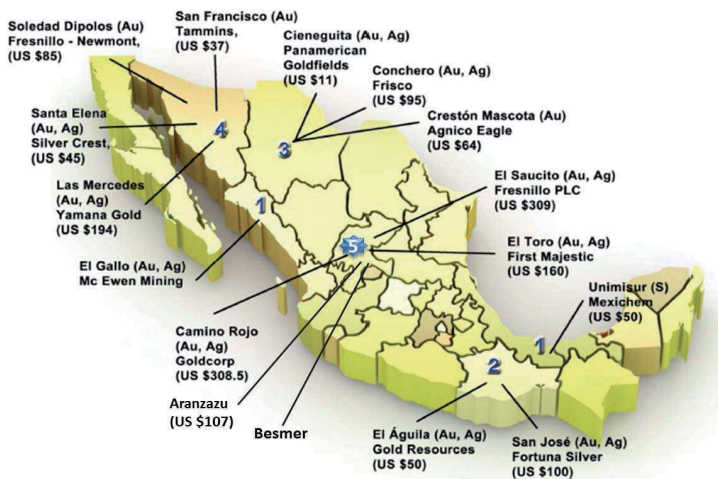 Soledad Dipolos (Au)
Fresnillo - Newmont,
(US $85)
San Francisco (Au)
Tammins,
(US $37)
Cieneguita (Au, Ag)
Panamerican
Goldfields
(US $11)
Conchero (Au, Ag)
Frisco
(US $95)
Crestón Mascota (Au)
Agnico Eagle
(US $64)
Santa Elena
(Au, Ag)
Silver Crest,
(US $45)
4
3
Las Mercedes
(Au, Ag)
Yamana Gold
(US $194)
1
El Saucito (Au, Ag)
Fresnillo PLC
(US $309)
5
El Toro (Au, Ag)
First Majestic
(US $160)
El Gallo (Au, Ag)
Mc Ewen Mining
Unimisur (S)
Mexichem
(US $50)
Camino Rojo
(Au, Ag)
Goldcorp
(US $308.5)
1
2
Aranzazu
(US $107)
Besmer
El Águila (Au, Ag)
Gold Resources
(US $50)
San José (Au, Ag)
Fortuna Silver
(US $100)